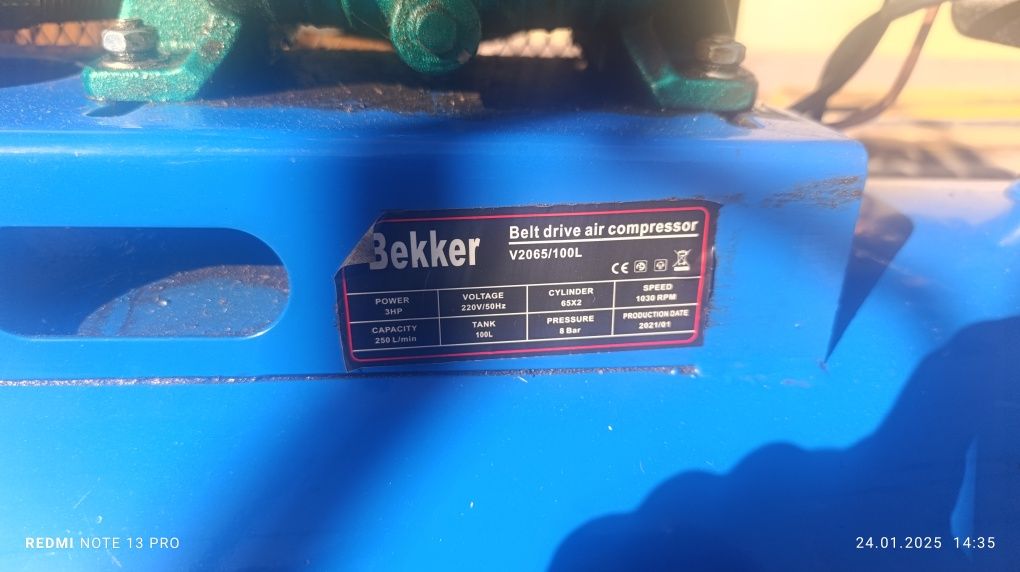 Bekker
Belt drive air compressor
V2065/100L
CE
POWER
3HP
VOLTAGE
220V/50Hz
CYLINDER
65X2
SPEED
1030 RPM
CAPACITY
250 L/min
TANK
100L
PRESSURE
8 Bar
PRODUCTION DATE
2021/01
REDMI NOTE 13 PRO
24.01.2025 14:35